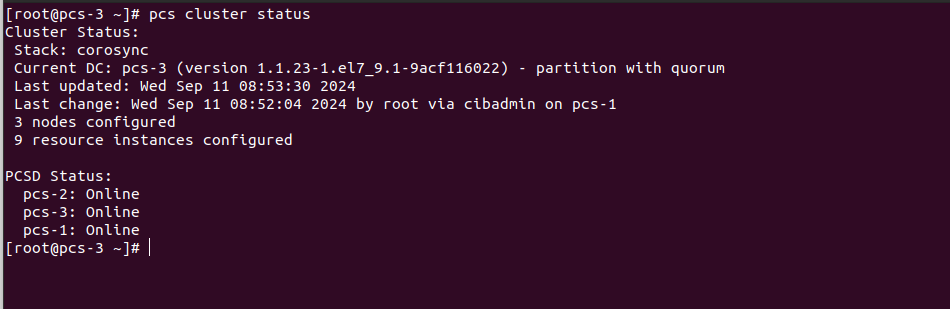 [root@pcs-3 ~]# pcs cluster status
Cluster Status:
 Stack: corosync
 Current DC: pcs-3 (version 1.1.23-1.el7_9.1-9acf116022) - partition with quorum
 Last updated: Wed Sep 11 08:53:30 2024
 Last change: Wed Sep 11 08:52:04 2024 by root via cibadmin on pcs-1
 3 nodes configured
 9 resource instances configured

PCSD Status:
  pcs-2: Online
  pcs-3: Online
  pcs-1: Online
[root@pcs-3 ~]#